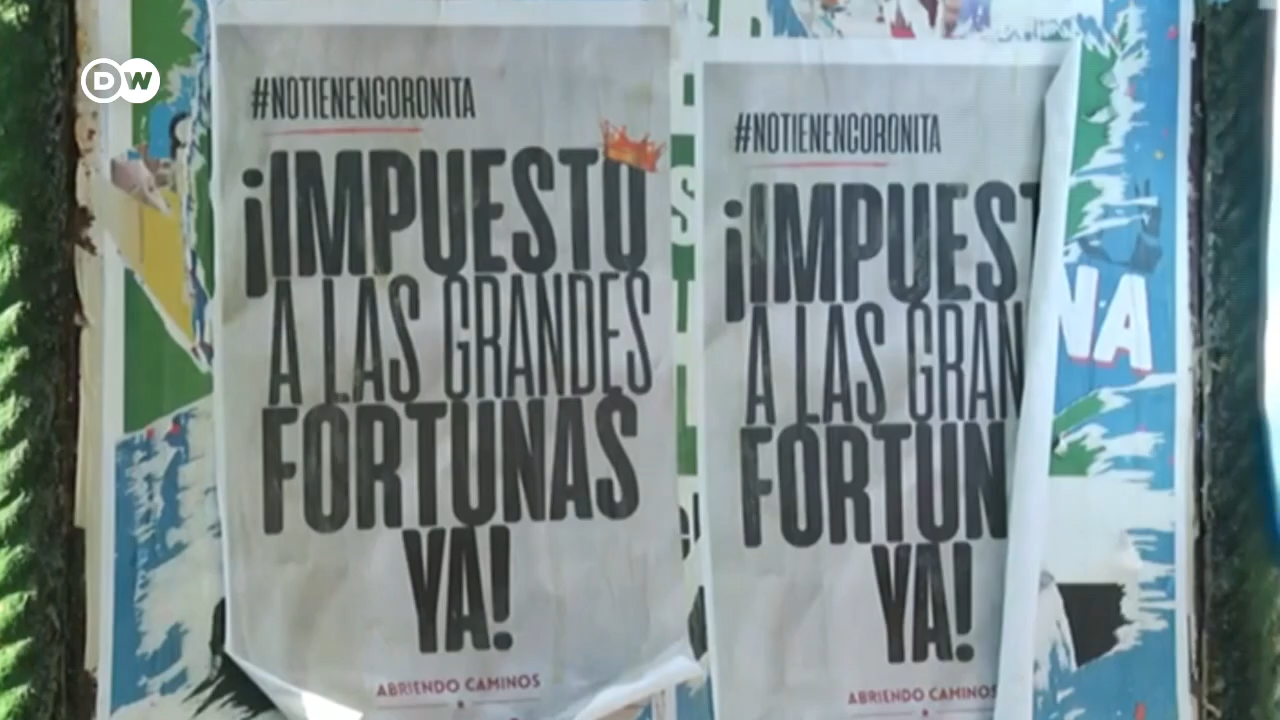 DW
#NOTIENENCORONITA
¡IMPUESTO
A LAS GRANDES
FORTUNAS
YA!
ABRIENDO CAMINOS
#NOTIENENCORONITA
¡IMPUEST
A LAS GRAN
FORTUN
YA!
ABRIENDO CAMINOS
NA